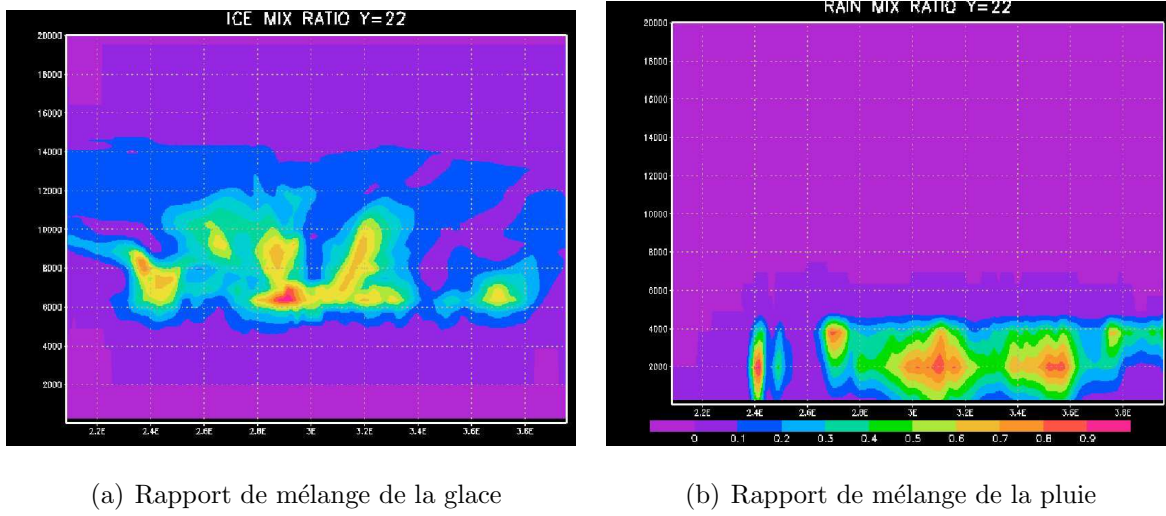 ICE MIX RATIO Y=22
20000
18000
16000
14000
12000
10000
8000
6000
4000
2000
2.2E 2.4E 2.6E 2.8E 3E 3.2E 3.4E 3.6E 3.8E
(a) Rapport de mélange de la glace
RAIN MIX RATIO Y=22
20000
18000
16000
14000
12000
10000
8000
6000
4000
2000
2.2E 2.4E 2.6E 2.8E 3E 3.2E 3.4E 3.6E 3.8E
0 0.1 0.2 0.3 0.4 0.5 0.6 0.7 0.8 0.9
(b) Rapport de mélange de la pluie